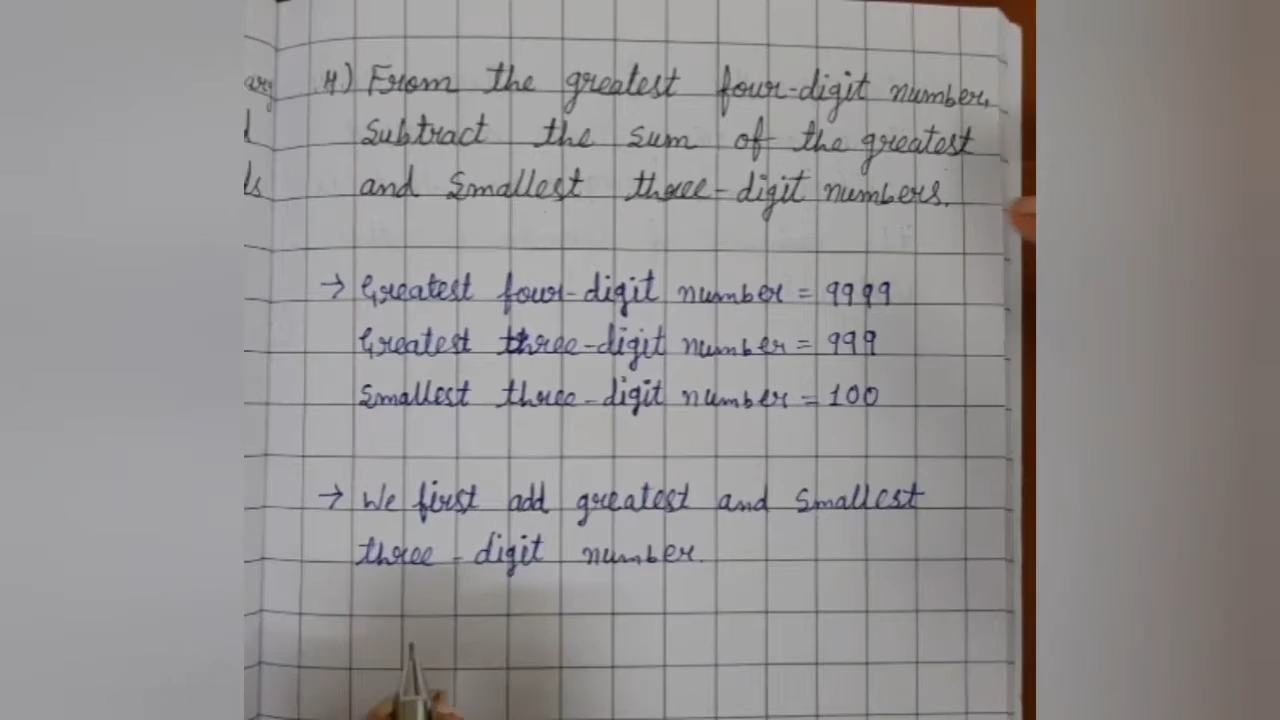 4) From the greatest four-digit number,
Subtract the sum of the greatest
and Smallest three-digit numbers.
→ Greatest four-digit number = 9999
Greatest three-digit number = 999
Smallest three-digit number = 100
→ We first add greatest and Smallest
three-digit number.